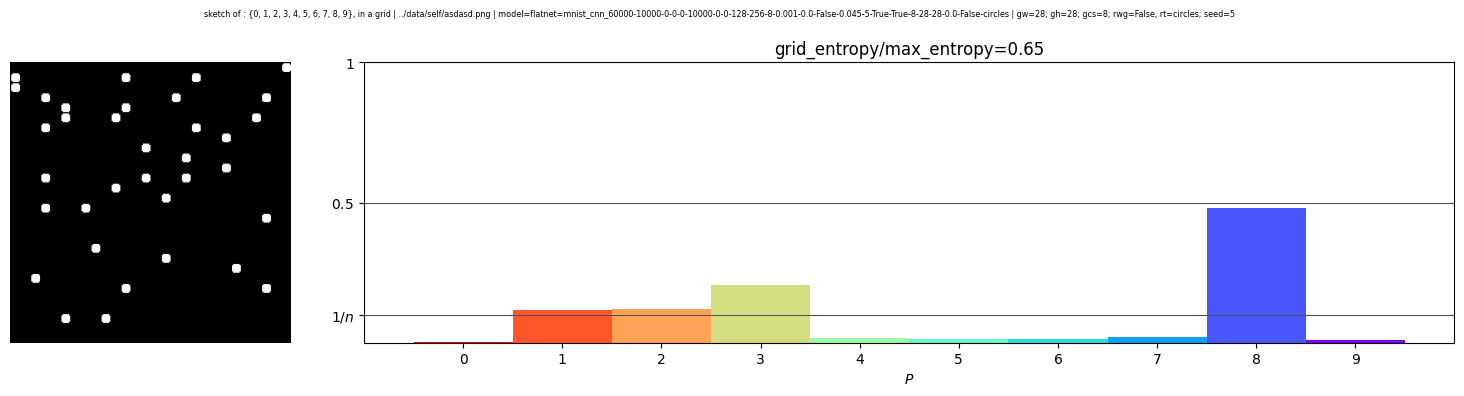 sketch of : {0, 1, 2, 3, 4, 5, 6, 7, 8, 9}, in a grid | ../data/self/asdasd.png | model=flatnet=mnist_cnn_60000-10000-0-0-0-10000-0-0-128-256-8-0.001-0.0-False-0.045-5-True-True-8-28-28-0.0-False-circles | gw=28; gh=28; gcs=8; rwg=False, rt=circles; seed=5
grid_entropy/max_entropy=0.65
1
0.5
1/n
0 1 2 3 4 5 6 7 8 9
P